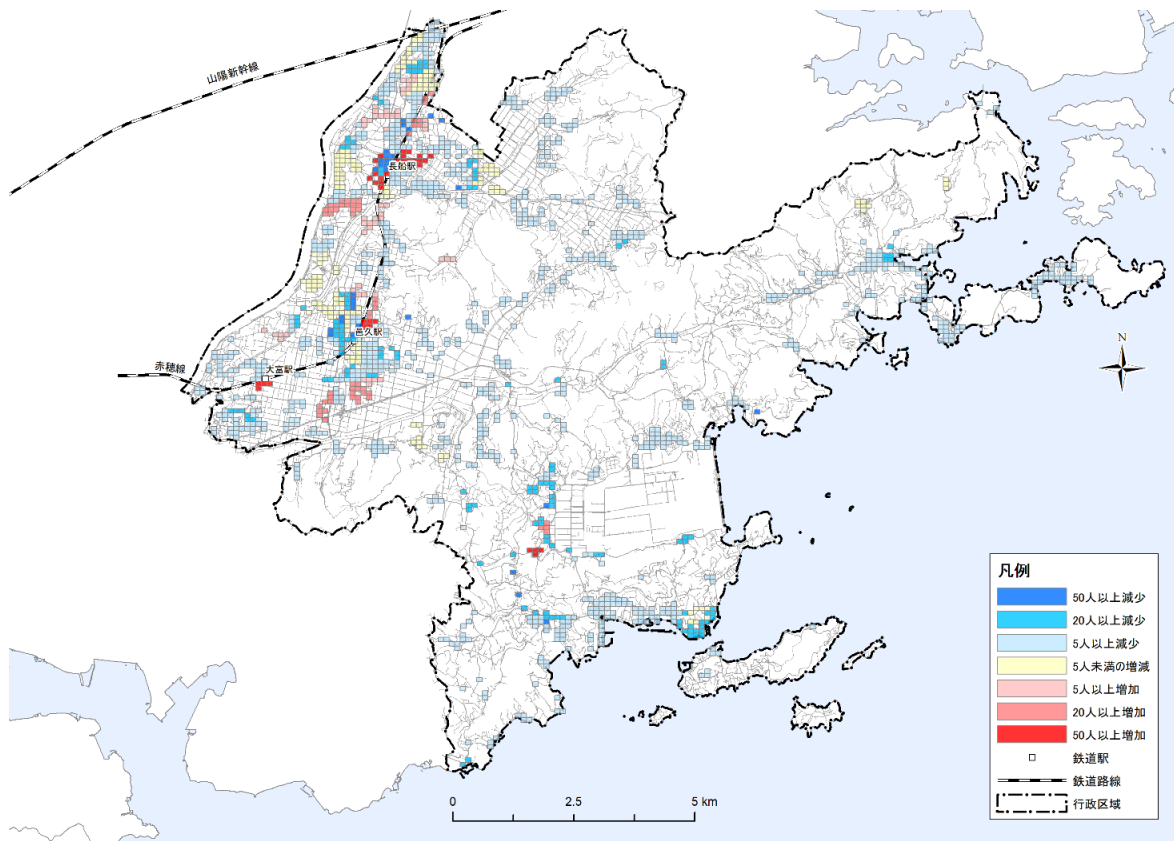 山陽新幹線
長船駅
邑久駅
大富駅
赤穂線
N
凡例
50人以上減少
20人以上減少
5人以上減少
5人未満の増減
5人以上増加
20人以上増加
50人以上増加
鉄道駅
鉄道路線
行政区域
0 2.5 5 km